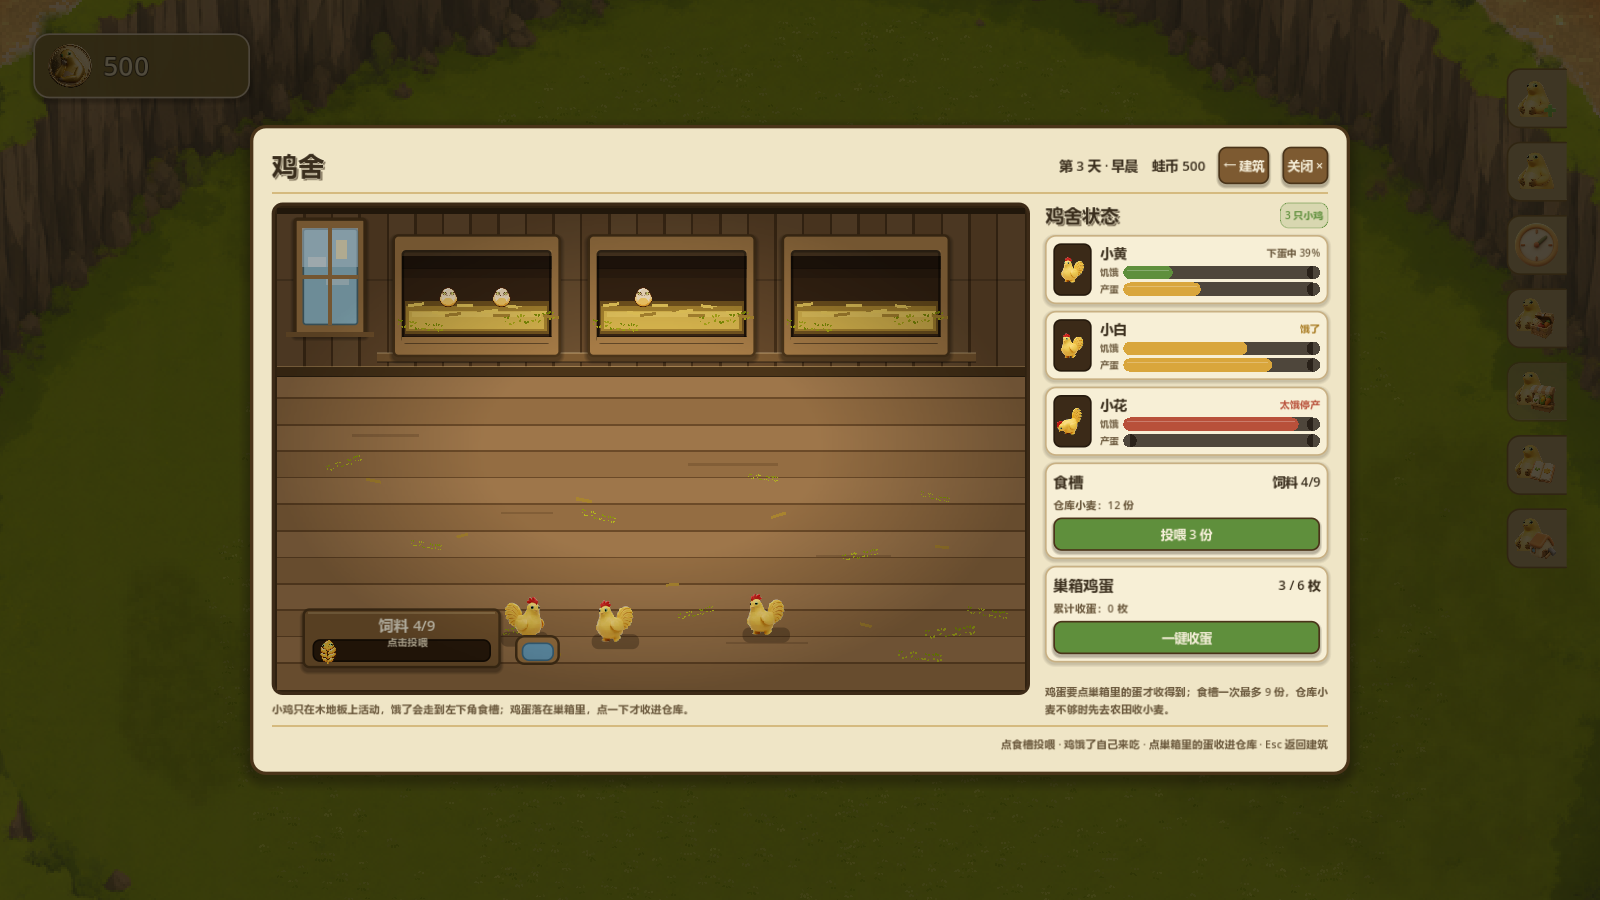 500
鸡舍
第 3 天 · 早晨 蛙币 500
← 建筑
关闭 ×
鸡舍状态
3 只小鸡
小黄
下蛋中 39%
饥饿
产蛋
小白
饿了
饥饿
产蛋
小花
太饿停产
饥饿
产蛋
食槽
饲料 4/9
仓库小麦：12 份
投喂 3 份
巢箱鸡蛋
3 / 6 枚
累计收蛋：0 枚
一键收蛋
饲料 4/9
点击投喂
鸡蛋要点巢箱里的蛋才收得到；食槽一次最多 9 份，仓库小
麦不够时先去农田收小麦。
小鸡只在木地板上活动，饿了会走到左下角食槽；鸡蛋落在巢箱里，点一下才收进仓库。
点食槽投喂 · 鸡饿了自己来吃 · 点巢箱里的蛋收进仓库 · Esc 返回建筑